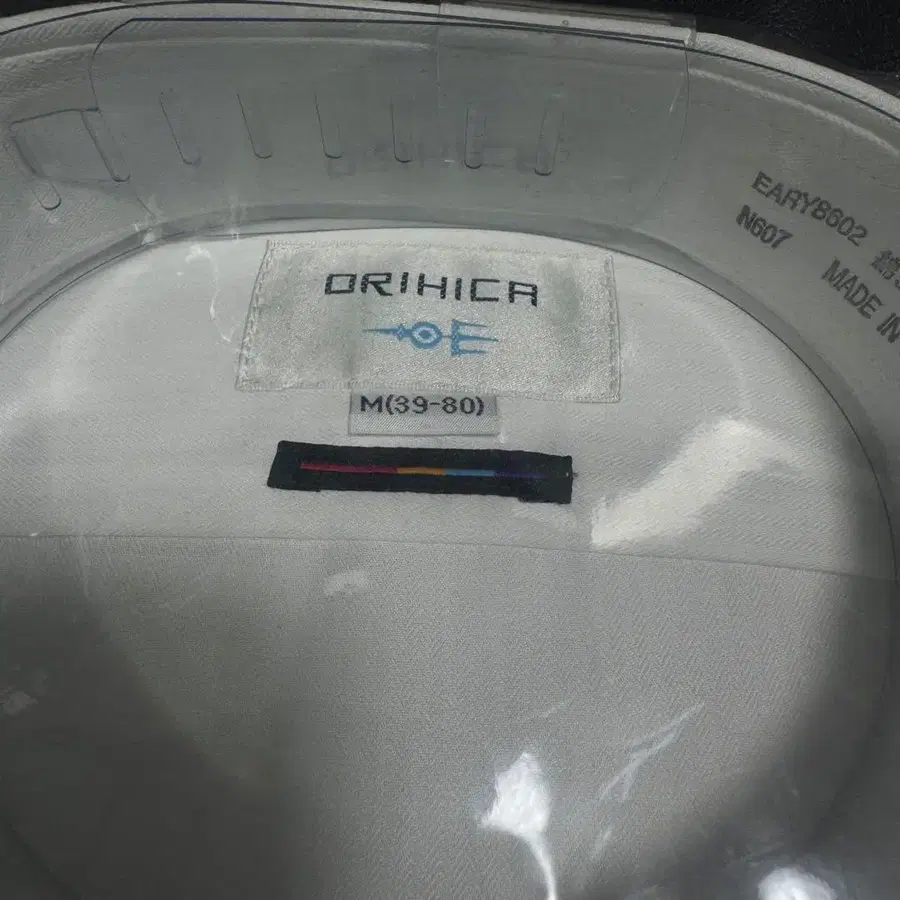 EARY8602
N607
MADE IN
ORIHICA
M(39-80)